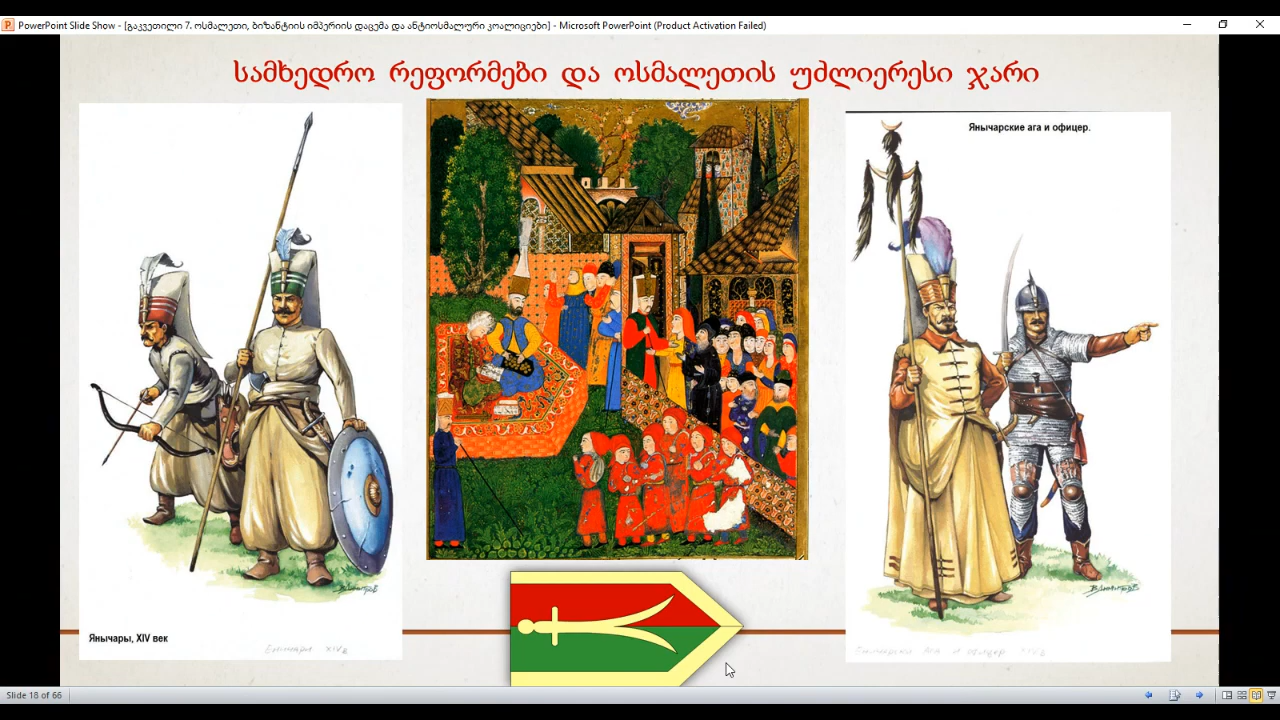 PowerPoint Slide Show - [გაკვეთილი 7. ოსმალეთი, ბიზანტიის იმპერიის დაცემა და ანტიოსმალური კოალიციები] - Microsoft PowerPoint (Product Activation Failed)
სამხედრო რეფორმები და ოსმალეთის უძლიერესი ჯარი
Янычарские ага и офицер.
Янычары, XIV век
Slide 18 of 66